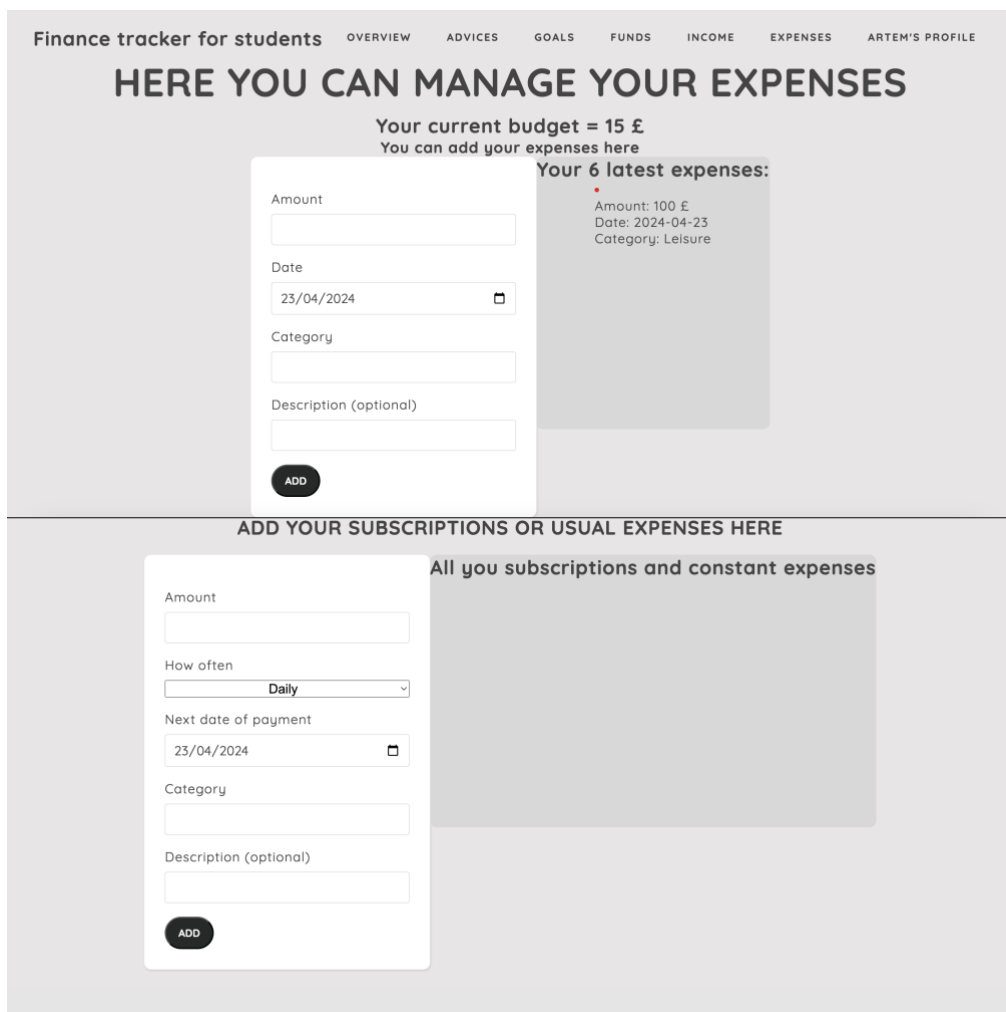 Finance tracker for students OVERVIEW ADVICES GOALS FUNDS INCOME EXPENSES ARTEM'S PROFILE
HERE YOU CAN MANAGE YOUR EXPENSES
Your current budget = 15 £
You can add your expenses here
Amount
Date
23/04/2024
Category
Description (optional)
ADD
Your 6 latest expenses:
Amount: 100 £
Date: 2024-04-23
Category: Leisure
ADD YOUR SUBSCRIPTIONS OR USUAL EXPENSES HERE
Amount
How often
Daily
Next date of payment
23/04/2024
Category
Description (optional)
ADD
All you subscriptions and constant expenses